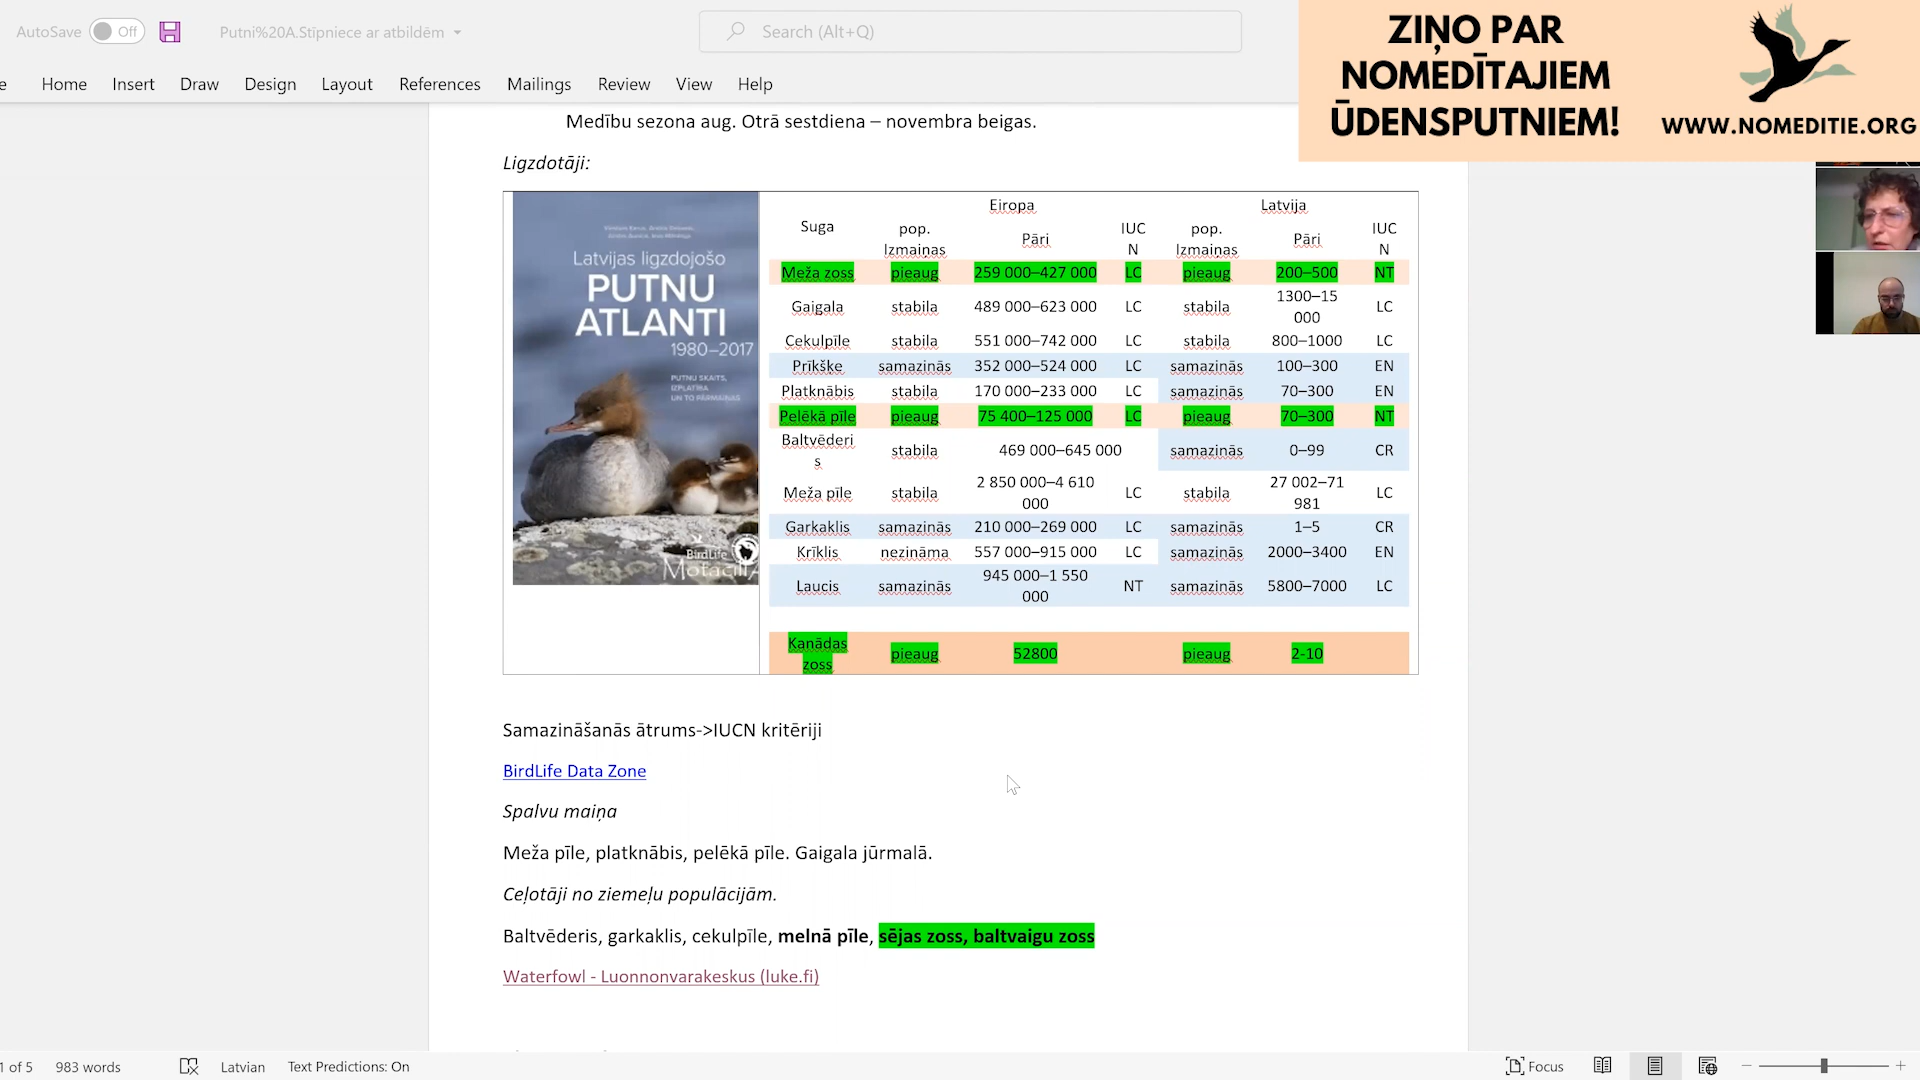 AutoSave Off Putni%20A.Stīpniece ar atbildēm
Search (Alt+Q)
ZIŅO PAR
NOMEDĪTAJIEM
ŪDENSPUTNIEM!
WWW.NOMEDITIE.ORG
e Home Insert Draw Design Layout References Mailings Review View Help
Medību sezona aug. Otrā sestdiena – novembra beigas.
Ligzdotāji:
Latvijas ligzdojošo
PUTNU
ATLANTI
1980–2017
PUTNU SKAITS,
IZPLATĪBA
UN TO PĀRMAIŅAS
BirdLife
Eiropa Latvija
Suga pop. Izmaiņas Pāri IUC N pop. Izmaiņas Pāri IUC N
Meža zoss pieaug 259 000–427 000 LC pieaug 200–500 NT
Gaigala stabila 489 000–623 000 LC stabila 1300–15 000 LC
Cekulpīle stabila 551 000–742 000 LC stabila 800–1000 LC
Prīkšķe samazinās 352 000–524 000 LC samazinās 100–300 EN
Platknābis stabila 170 000–233 000 LC samazinās 70–300 EN
Pelēkā pīle pieaug 75 400–125 000 LC pieaug 70–300 NT
Baltvēderi s stabila 469 000–645 000 samazinās 0–99 CR
Meža pīle stabila 2 850 000–4 610 000 LC stabila 27 002–71 981 LC
Garkaklis samazinās 210 000–269 000 LC samazinās 1–5 CR
Krīklis nezināma 557 000–915 000 LC samazinās 2000–3400 EN
Laucis samazinās 945 000–1 550 000 NT samazinās 5800–7000 LC
Kanādas zoss pieaug 52800 pieaug 2-10
Samazināšanās ātrums->IUCN kritēriji
BirdLife Data Zone
Spalvu maiņa
Meža pīle, platknābis, pelēkā pīle. Gaigala jūrmalā.
Ceļotāji no ziemeļu populācijām.
Baltvēderis, garkaklis, cekulpīle, melnā pīle, sējas zoss, baltvaigu zoss
Waterfowl - Luonnonvarakeskus (luke.fi)
1 of 5 983 words Latvian Text Predictions: On Focus